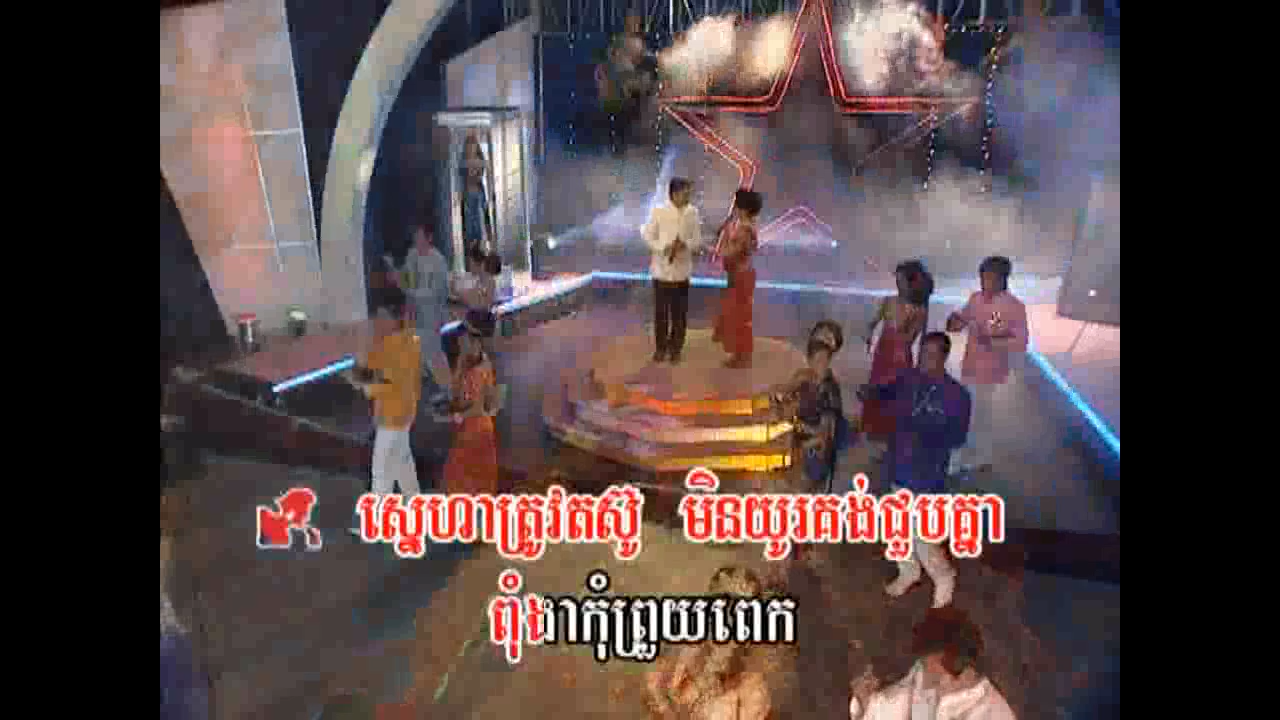 ស្នេហាត្រូវតស៊ូ មិនយូរគង់ជួបគ្នា
ពុំងាកុំព្រួយពេក